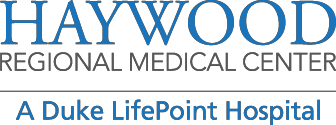 HAYWOOD
REGIONAL MEDICAL CENTER
A Duke LifePoint Hospital